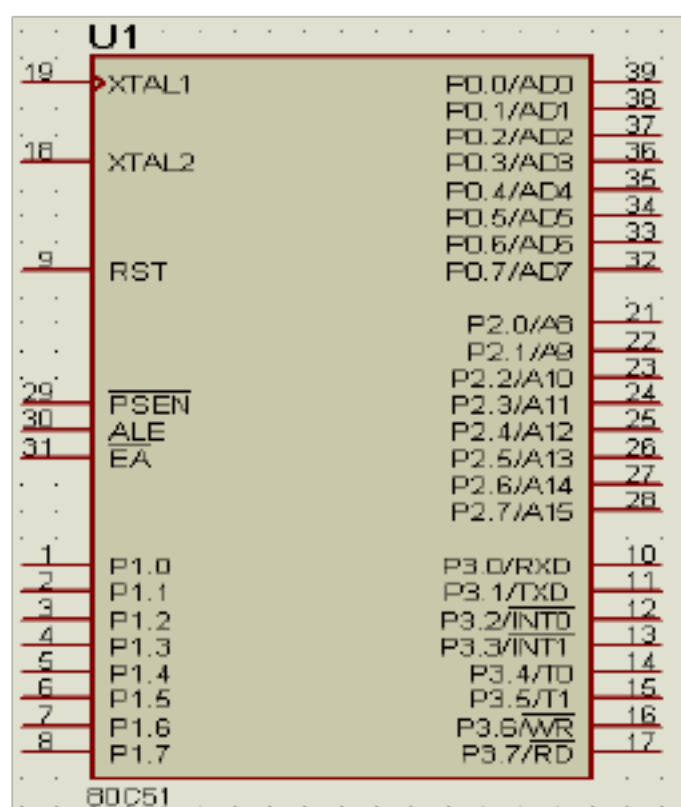 U1
19 XTAL1 P0.0/AD0 39
P0.1/AD1 38
P0.2/AD2 37
18 XTAL2 P0.3/AD3 36
P0.4/AD4 35
P0.5/AD5 34
P0.6/AD6 33
9 RST P0.7/AD7 32
P2.0/A8 21
P2.1/A9 22
P2.2/A10 23
29 PSEN P2.3/A11 24
30 ALE P2.4/A12 25
31 EA P2.5/A13 26
P2.6/A14 27
P2.7/A15 28
1 P1.0 P3.0/RXD 10
2 P1.1 P3.1/TXD 11
3 P1.2 P3.2/INT0 12
4 P1.3 P3.3/INT1 13
5 P1.4 P3.4/T0 14
6 P1.5 P3.5/T1 15
7 P1.6 P3.6/WR 16
8 P1.7 P3.7/RD 17
80C51